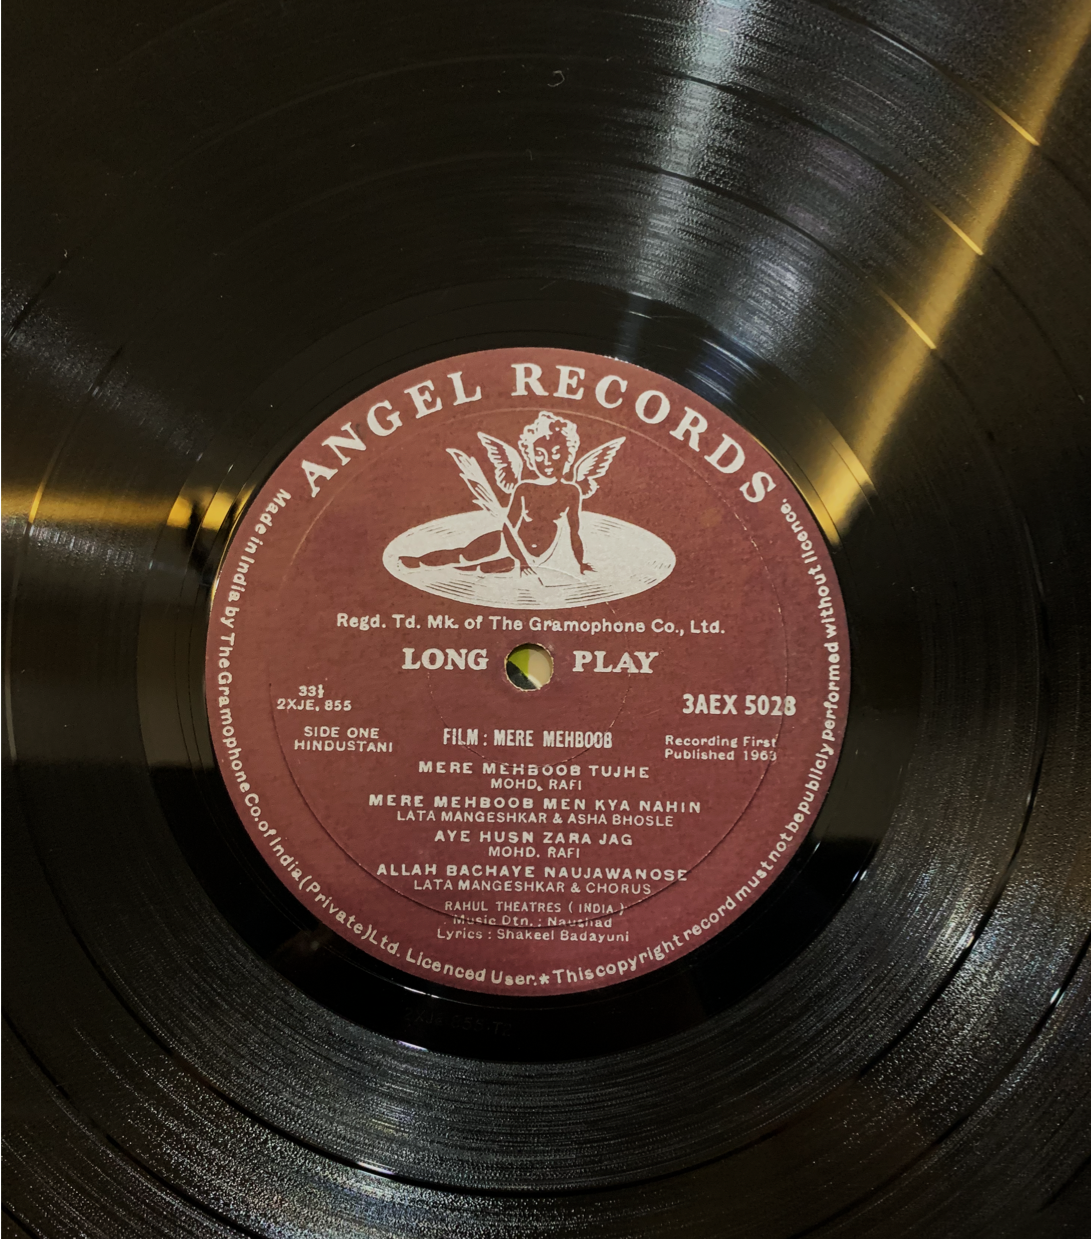 ANGEL RECORDS
Regd. Td. Mk. of The Gramophone Co., Ltd.
LONG PLAY
33⅓
2XJE. 855
3AEX 5028
SIDE ONE
HINDUSTANI
FILM : MERE MEHBOOB
Recording First
Published 1963
MERE MEHBOOB TUJHE
MOHD. RAFI
MERE MEHBOOB MEN KYA NAHIN
LATA MANGESHKAR & ASHA BHOSLE
AYE HUSN ZARA JAG
MOHD. RAFI
ALLAH BACHAYE NAUJAWANOSE
LATA MANGESHKAR & CHORUS
RAHUL THEATRES ( INDIA )
Music Dtn. : Naushad
Lyrics : Shakeel Badayuni
Made in India by The Gramophone Co. of India (Private) Ltd. Licenced User.* This copyright record must not be publicly performed without licence.